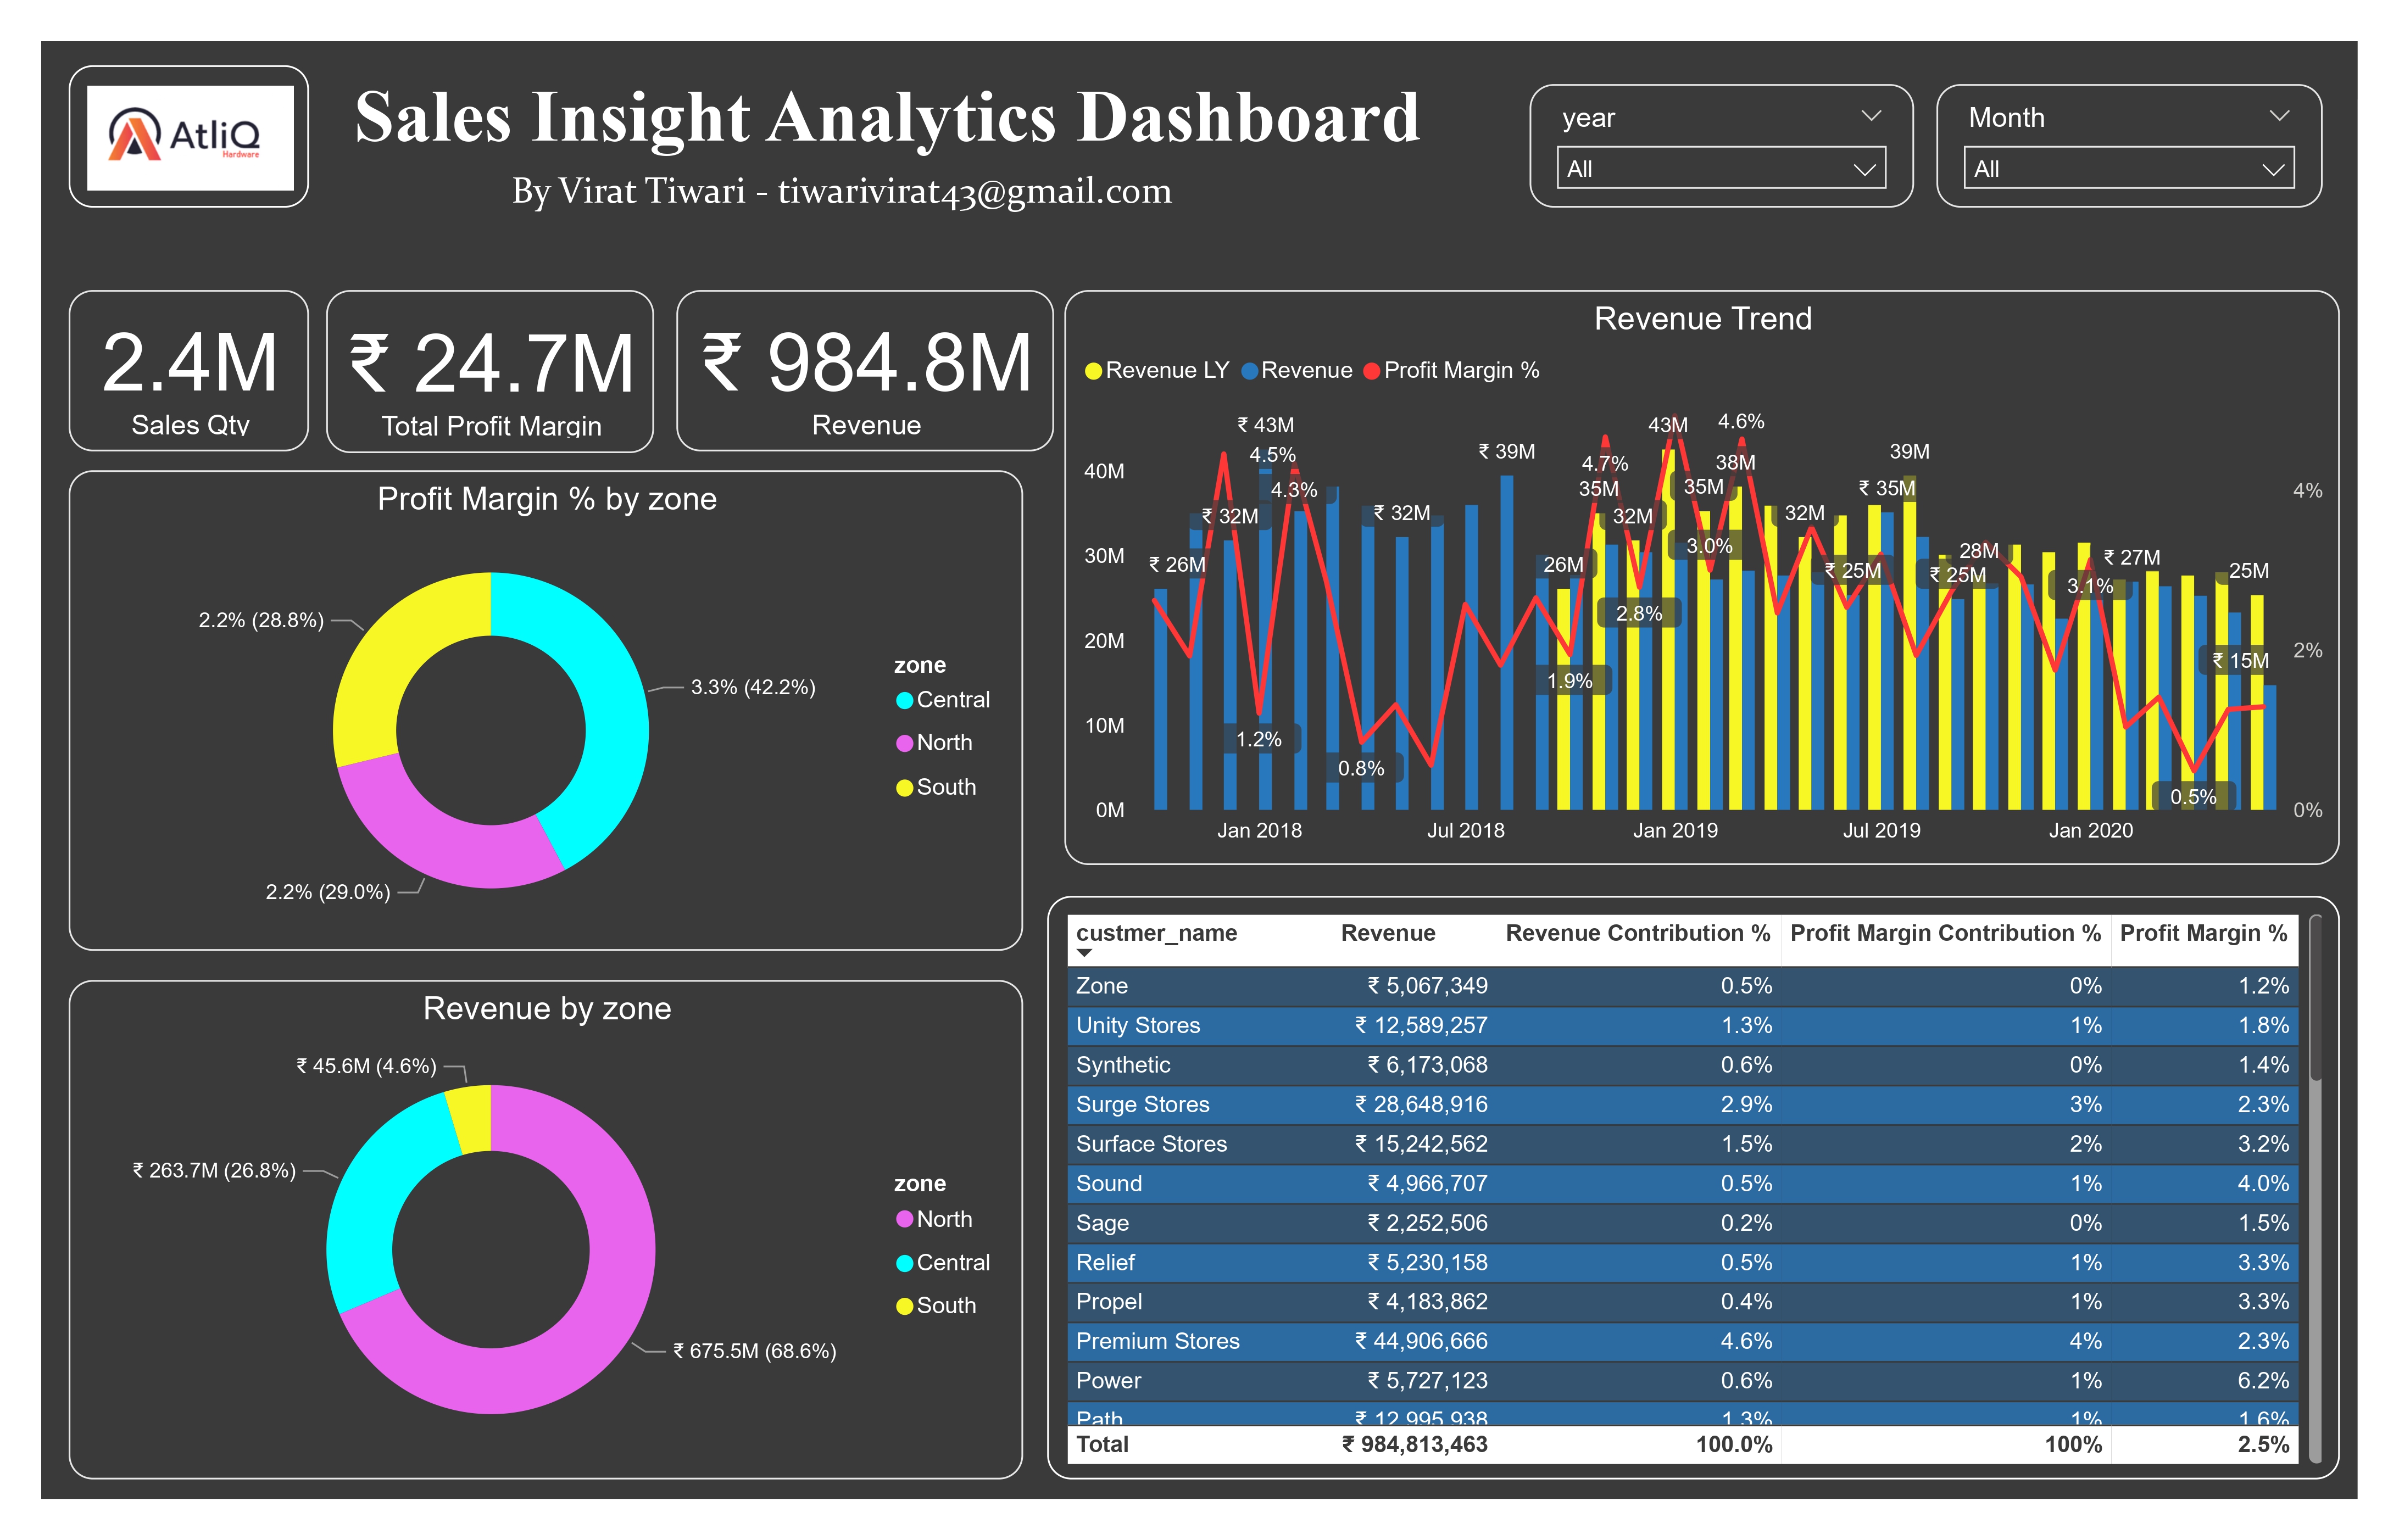 AtliQ
Hardware
Sales Insight Analytics Dashboard
By Virat Tiwari - tiwarivirat43@gmail.com
year
All
Month
All
2.4M
Sales Qty
₹ 24.7M
Total Profit Margin
₹ 984.8M
Revenue
Profit Margin % by zone
2.2% (28.8%)
3.3% (42.2%)
2.2% (29.0%)
zone
Central
North
South
Revenue by zone
₹ 45.6M (4.6%)
₹ 263.7M (26.8%)
₹ 675.5M (68.6%)
zone
North
Central
South
Revenue Trend
Revenue LY Revenue Profit Margin %
₹ 43M 43M 4.6%
4.5% ₹ 39M 4.7% 38M 39M
40M 4%
4.3% 35M 35M ₹ 35M
₹ 32M ₹ 32M 32M 32M
30M ₹ 26M 26M 3.0% ₹ 25M ₹ 25M 28M 3.1% ₹ 27M 25M
2.8%
20M 2%
1.9% ₹ 15M
10M 1.2%
0.8% 0.5%
0M 0%
Jan 2018 Jul 2018 Jan 2019 Jul 2019 Jan 2020
custmer_name Revenue Revenue Contribution % Profit Margin Contribution % Profit Margin %
Zone ₹ 5,067,349 0.5% 0% 1.2%
Unity Stores ₹ 12,589,257 1.3% 1% 1.8%
Synthetic ₹ 6,173,068 0.6% 0% 1.4%
Surge Stores ₹ 28,648,916 2.9% 3% 2.3%
Surface Stores ₹ 15,242,562 1.5% 2% 3.2%
Sound ₹ 4,966,707 0.5% 1% 4.0%
Sage ₹ 2,252,506 0.2% 0% 1.5%
Relief ₹ 5,230,158 0.5% 1% 3.3%
Propel ₹ 4,183,862 0.4% 1% 3.3%
Premium Stores ₹ 44,906,666 4.6% 4% 2.3%
Power ₹ 5,727,123 0.6% 1% 6.2%
Path ₹ 12,995,938 1.3% 1% 1.6%
Total ₹ 984,813,463 100.0% 100% 2.5%